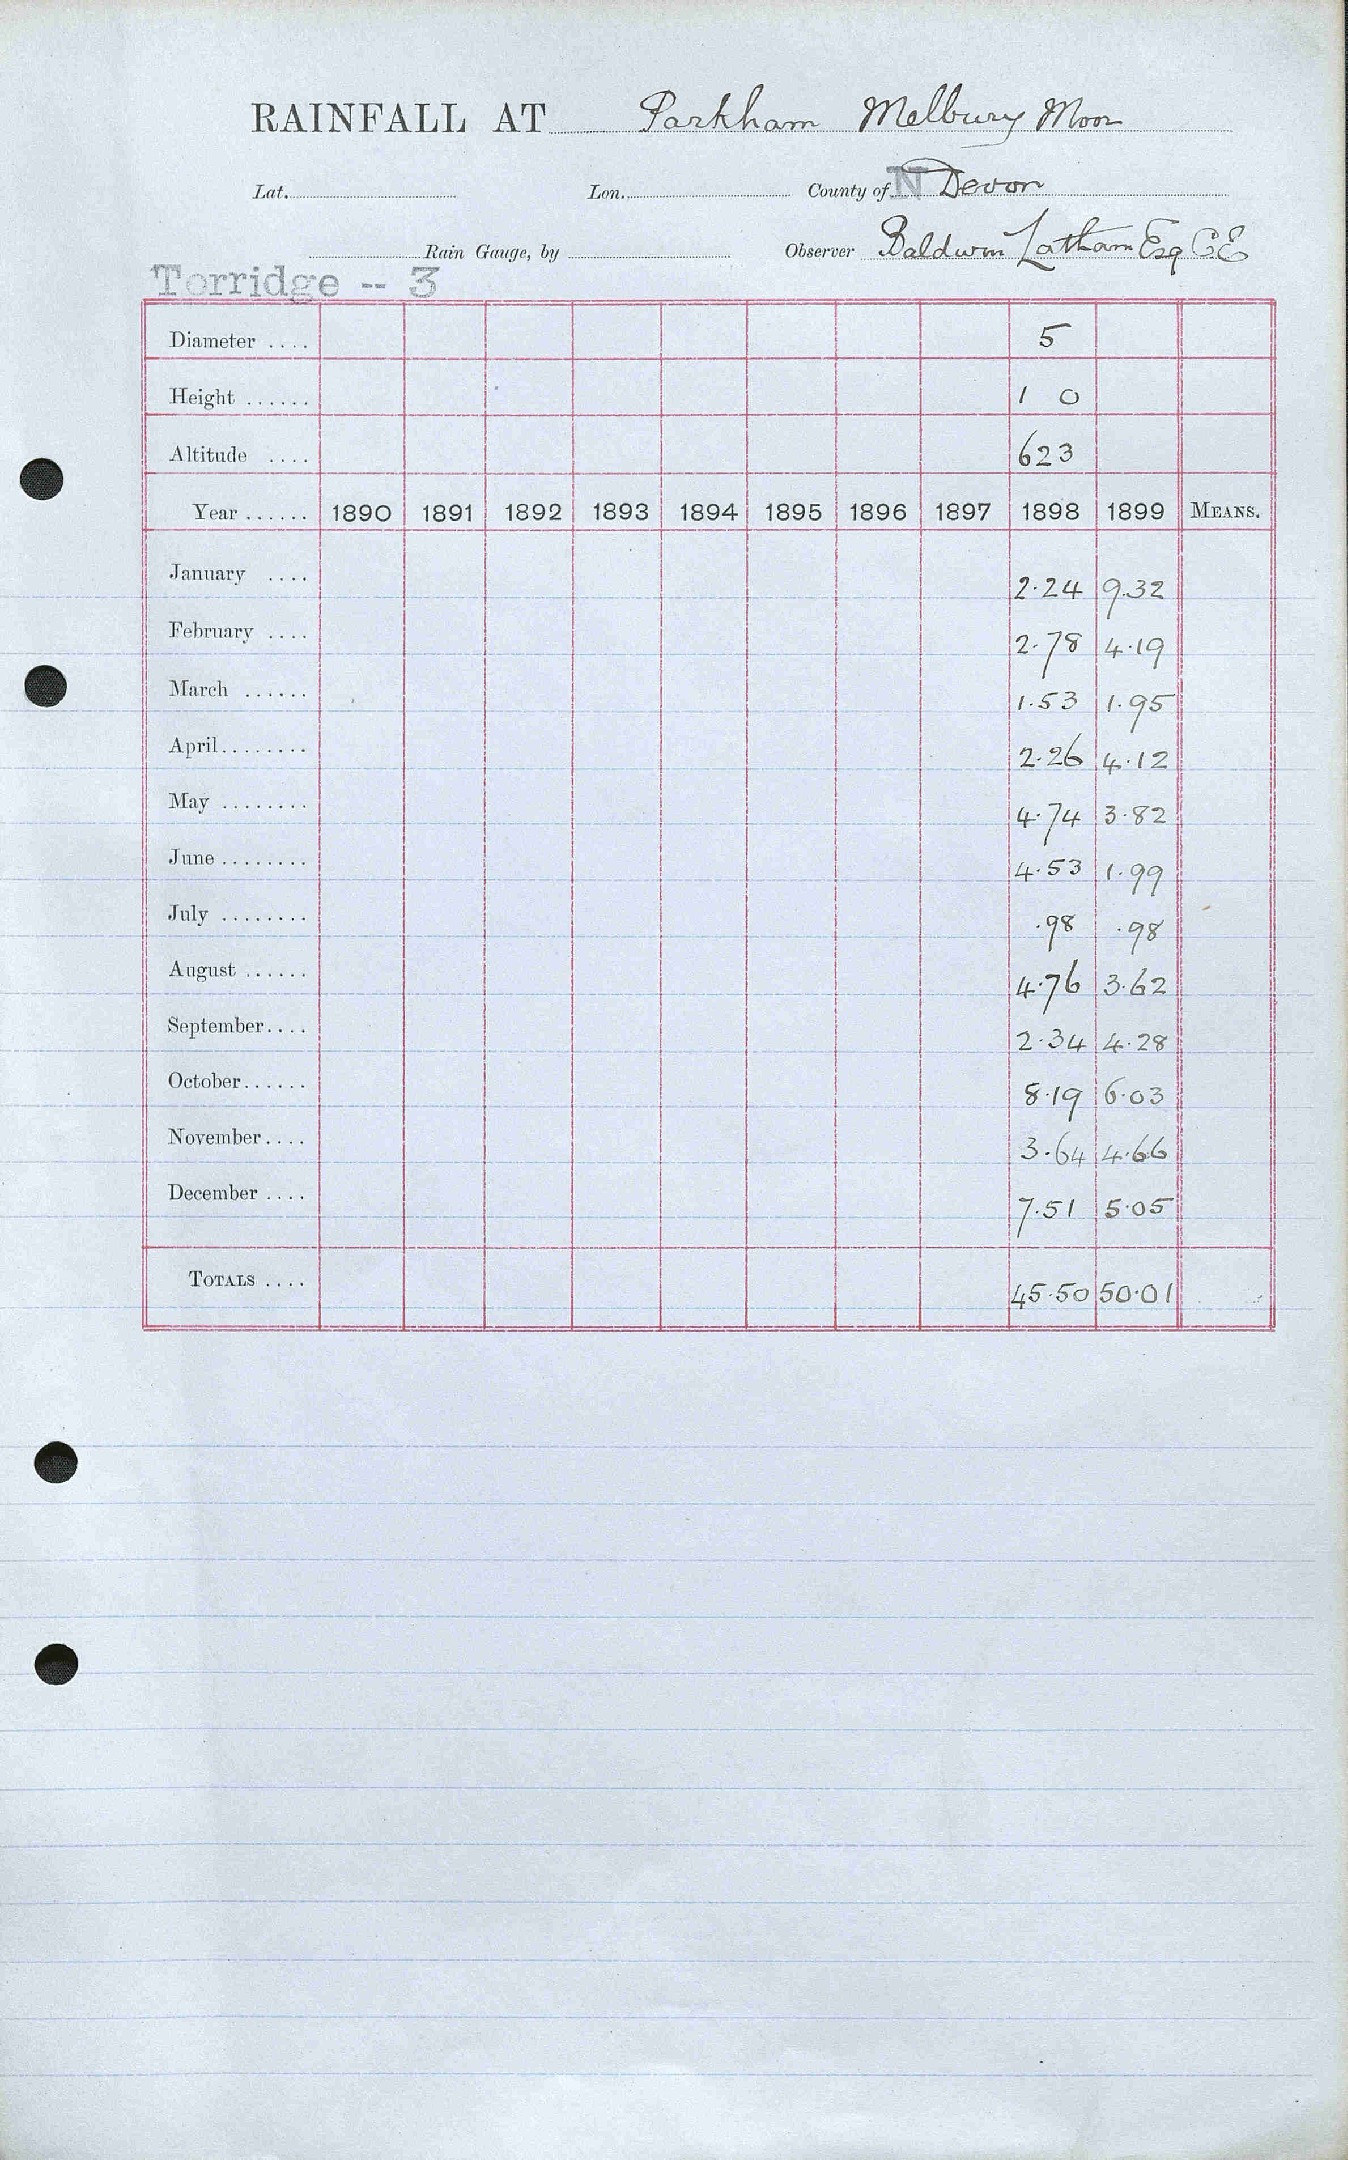 RAINFALL AT Parkham Melbury Moor
Lat. Lon. County of N Devon
Rain Gauge, by Observer Baldwin Latham Esq CE
Torridge -- 3
Diameter .... 5
Height ...... 1 0
Altitude .... 623
Year ...... 1890 1891 1892 1893 1894 1895 1896 1897 1898 1899 MEANS.
January .... 2.24 9.32
February .... 2.78 4.19
March ...... 1.53 1.95
April ........ 2.26 4.12
May ........ 4.74 3.82
June ........ 4.53 1.99
July ........ .98 .98
August ...... 4.76 3.62
September .... 2.34 4.28
October ...... 8.19 6.03
November .... 3.64 4.66
December .... 7.51 5.05
TOTALS .... 45.50 50.01